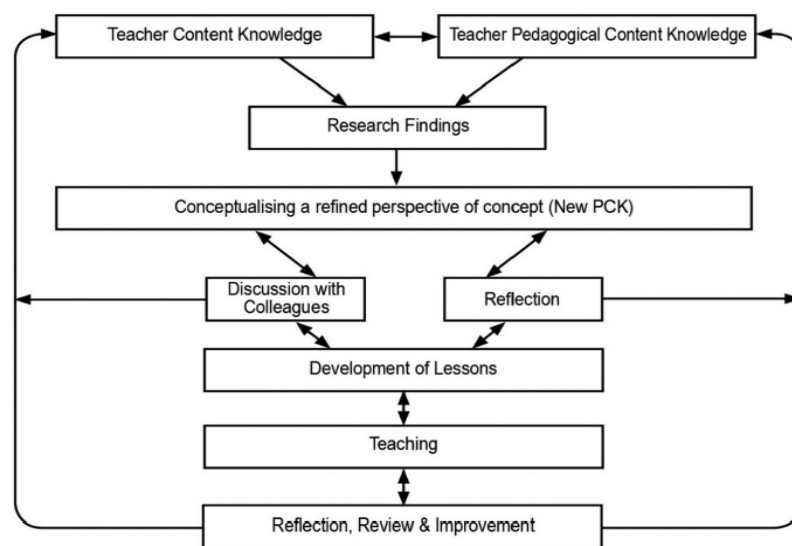 Teacher Content Knowledge
Teacher Pedagogical Content Knowledge
Research Findings
Conceptualising a refined perspective of concept (New PCK)
Discussion with
Colleagues
Reflection
Development of Lessons
Teaching
Reflection, Review & Improvement